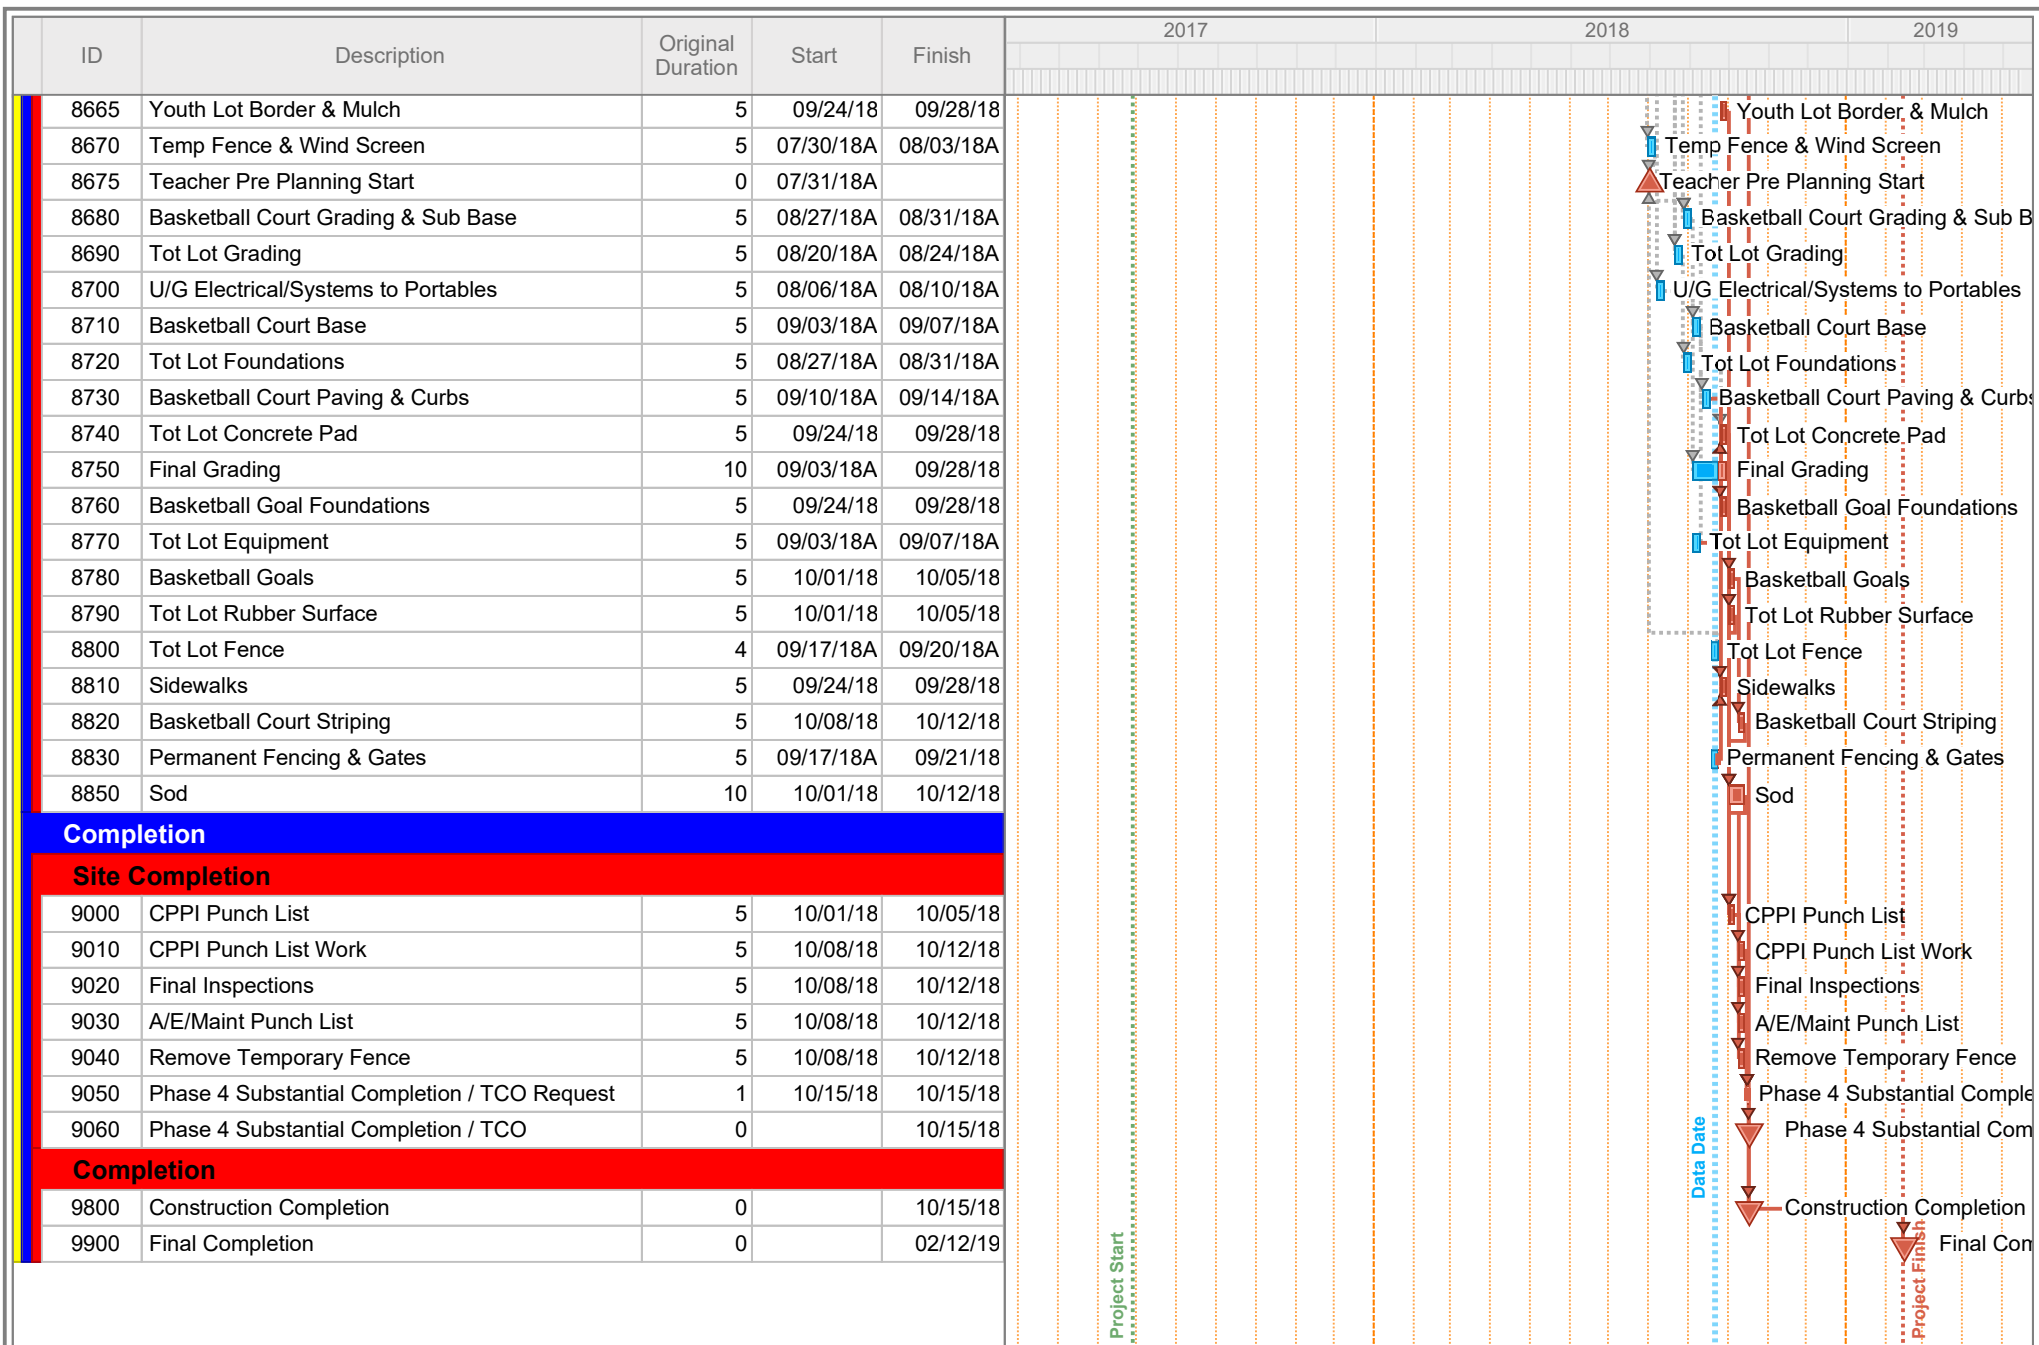 2017 2018 2019
ID Description Original Duration Start Finish
8665 Youth Lot Border & Mulch 5 09/24/18 09/28/18 Youth Lot Border & Mulch
8670 Temp Fence & Wind Screen 5 07/30/18A 08/03/18A Temp Fence & Wind Screen
8675 Teacher Pre Planning Start 0 07/31/18A Teacher Pre Planning Start
8680 Basketball Court Grading & Sub Base 5 08/27/18A 08/31/18A Basketball Court Grading & Sub B
8690 Tot Lot Grading 5 08/20/18A 08/24/18A Tot Lot Grading
8700 U/G Electrical/Systems to Portables 5 08/06/18A 08/10/18A U/G Electrical/Systems to Portables
8710 Basketball Court Base 5 09/03/18A 09/07/18A Basketball Court Base
8720 Tot Lot Foundations 5 08/27/18A 08/31/18A Tot Lot Foundations
8730 Basketball Court Paving & Curbs 5 09/10/18A 09/14/18A Basketball Court Paving & Curbs
8740 Tot Lot Concrete Pad 5 09/24/18 09/28/18 Tot Lot Concrete Pad
8750 Final Grading 10 09/03/18A 09/28/18 Final Grading
8760 Basketball Goal Foundations 5 09/24/18 09/28/18 Basketball Goal Foundations
8770 Tot Lot Equipment 5 09/03/18A 09/07/18A Tot Lot Equipment
8780 Basketball Goals 5 10/01/18 10/05/18 Basketball Goals
8790 Tot Lot Rubber Surface 5 10/01/18 10/05/18 Tot Lot Rubber Surface
8800 Tot Lot Fence 4 09/17/18A 09/20/18A Tot Lot Fence
8810 Sidewalks 5 09/24/18 09/28/18 Sidewalks
8820 Basketball Court Striping 5 10/08/18 10/12/18 Basketball Court Striping
8830 Permanent Fencing & Gates 5 09/17/18A 09/21/18 Permanent Fencing & Gates
8850 Sod 10 10/01/18 10/12/18 Sod
Completion
Site Completion
9000 CPPI Punch List 5 10/01/18 10/05/18 CPPI Punch List
9010 CPPI Punch List Work 5 10/08/18 10/12/18 CPPI Punch List Work
9020 Final Inspections 5 10/08/18 10/12/18 Final Inspections
9030 A/E/Maint Punch List 5 10/08/18 10/12/18 A/E/Maint Punch List
9040 Remove Temporary Fence 5 10/08/18 10/12/18 Remove Temporary Fence
9050 Phase 4 Substantial Completion / TCO Request 1 10/15/18 10/15/18 Phase 4 Substantial Comple
9060 Phase 4 Substantial Completion / TCO 0 10/15/18 Phase 4 Substantial Com
Completion
9800 Construction Completion 0 10/15/18 Construction Completion
9900 Final Completion 0 02/12/19 Final Com
Project Start
Data Date
Project Finish